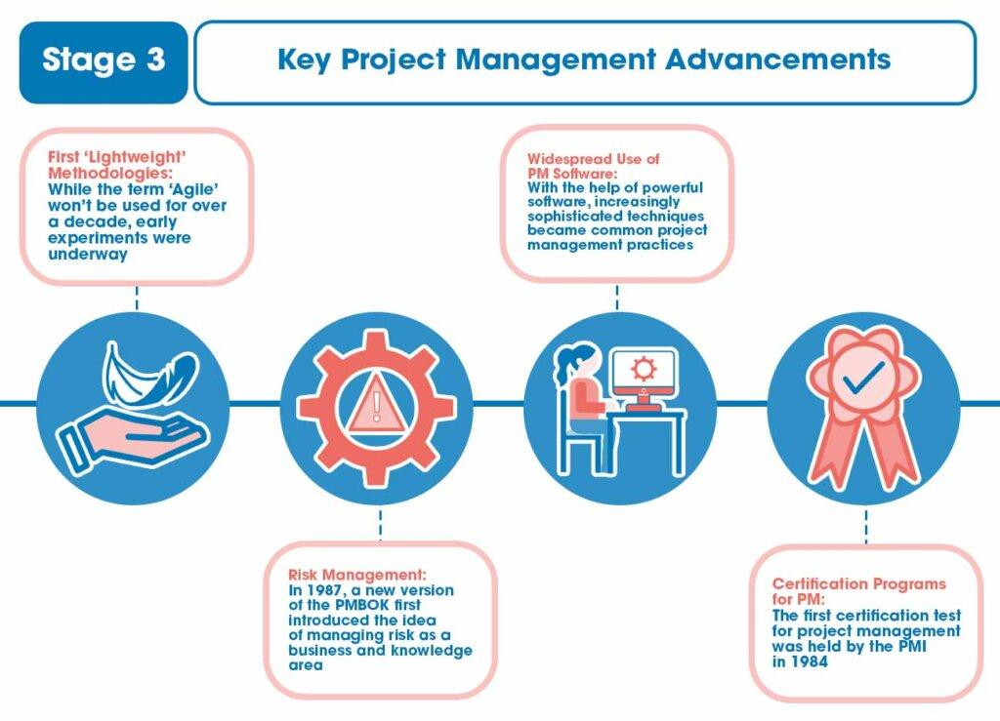 Stage 3
Key Project Management Advancements
First ‘Lightweight’
Methodologies:
While the term ‘Agile’
won’t be used for over
a decade, early
experiments were
underway
Widespread Use of
PM Software:
With the help of powerful
software, increasingly
sophisticated techniques
became common project
management practices
Risk Management:
In 1987, a new version
of the PMBOK first
introduced the idea
of managing risk as a
business and knowledge
area
Certification Programs
for PM:
The first certification test
for project management
was held by the PMI
in 1984